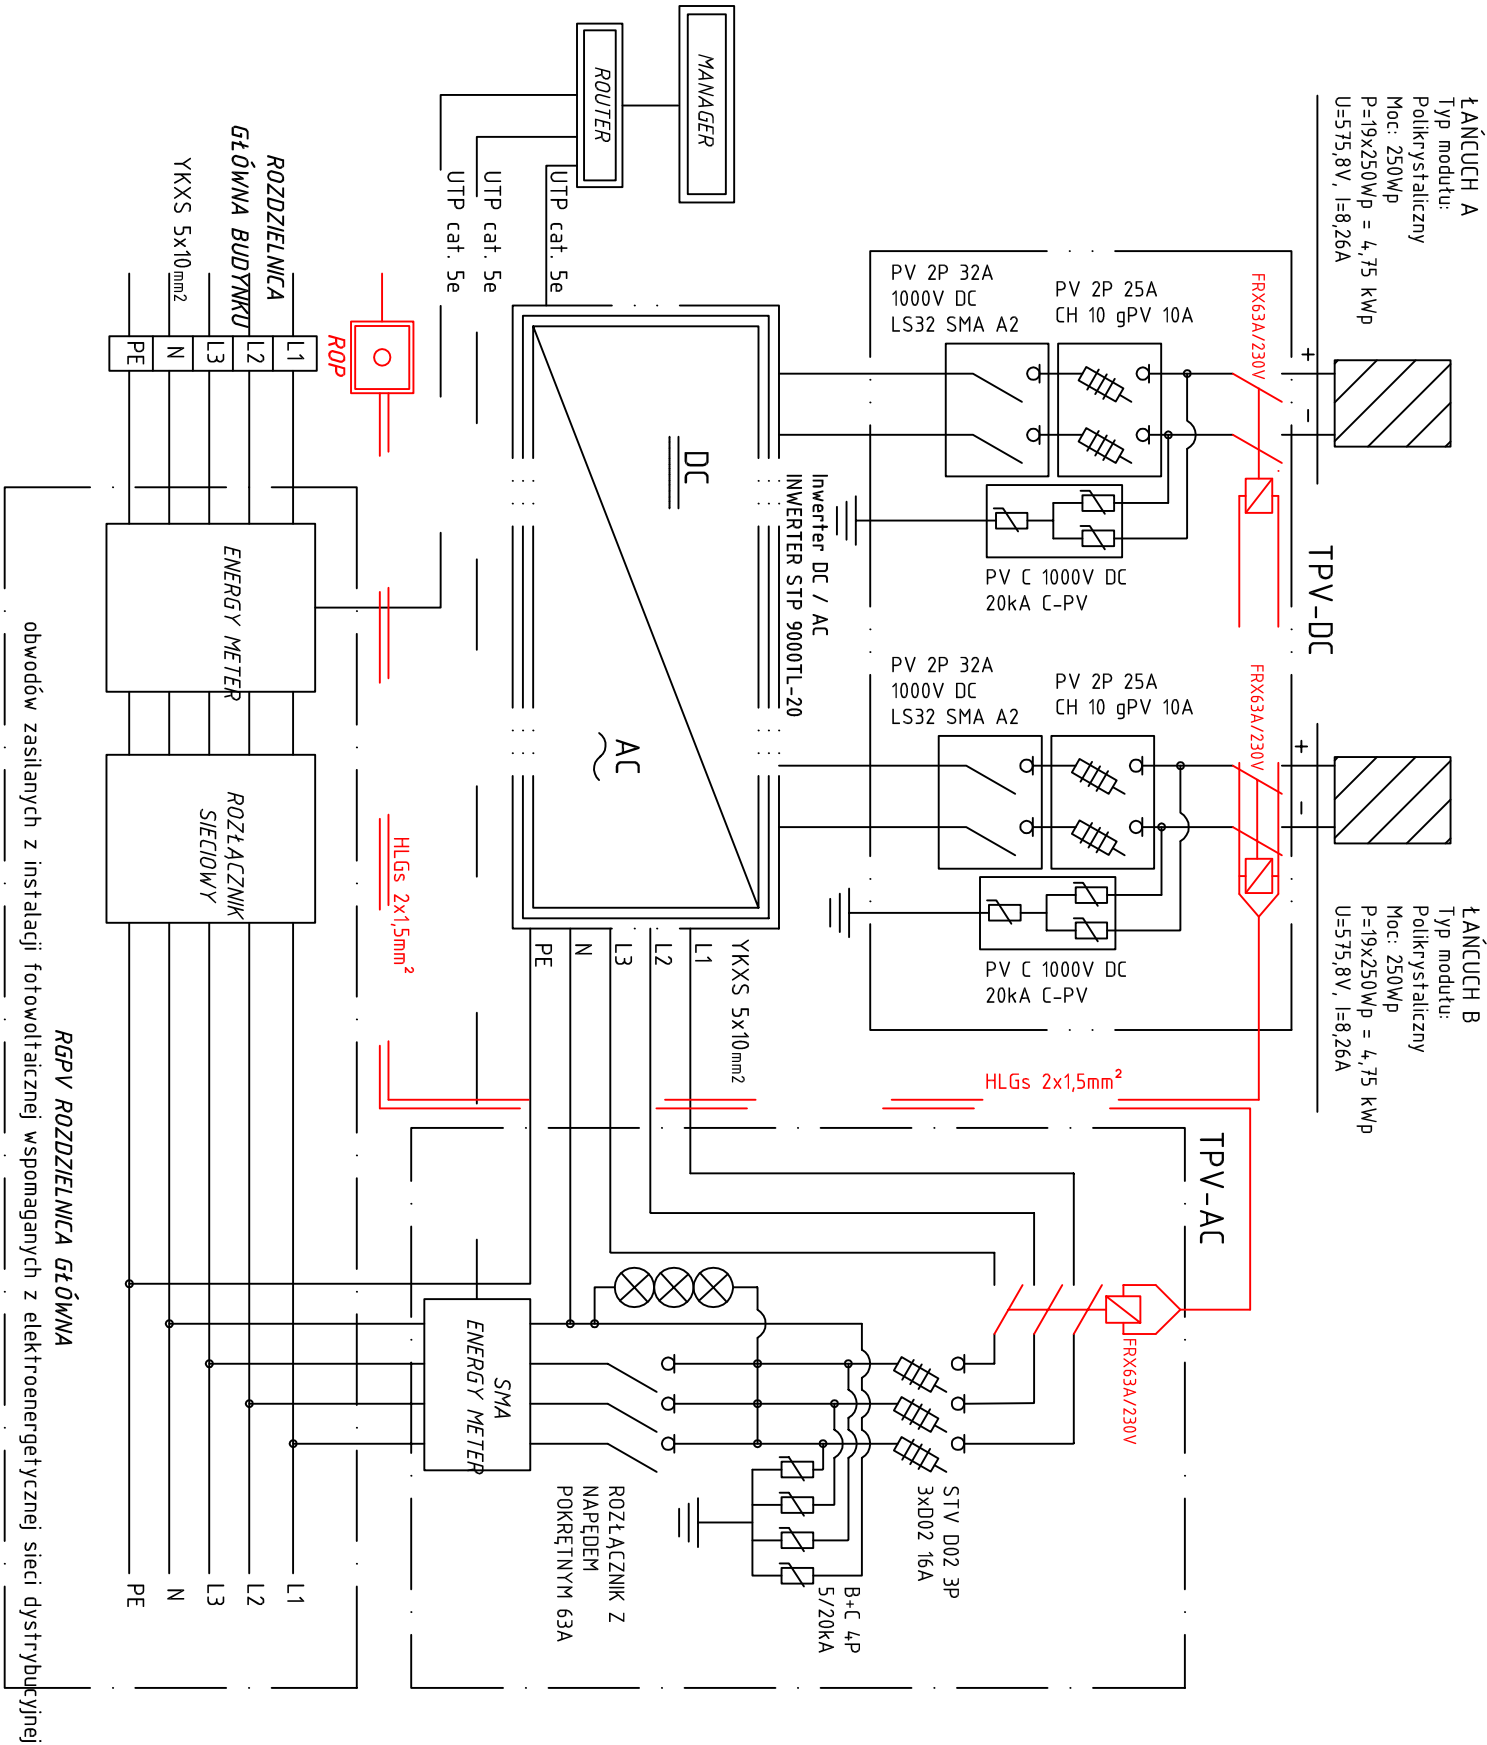 ŁAŃCUCH A
Typ modułu:
Polikrystaliczny
Moc: 250Wp
P=19x250Wp = 4,75 kWp
U=575,8V, I=8,26A
ŁAŃCUCH B
Typ modułu:
Polikrystaliczny
Moc: 250Wp
P=19x250Wp = 4,75 kWp
U=575,8V, I=8,26A
+
-
+
-
TPV-DC
FRX63A/230V
FRX63A/230V
PV 2P 32A
1000V DC
LS32 SMA A2
PV 2P 25A
CH 10 gPV 10A
PV C 1000V DC
20kA C-PV
PV 2P 32A
1000V DC
LS32 SMA A2
PV 2P 25A
CH 10 gPV 10A
PV C 1000V DC
20kA C-PV
HLGs 2x1,5mm²
Inwerter DC / AC
INWERTER STP 9000TL-20
DC
AC
MANAGER
ROUTER
UTP cat. 5e
UTP cat. 5e
UTP cat. 5e
YKXS 5x10mm2
L1
L2
L3
N
PE
TPV-AC
FRX63A/230V
STV D02 3P
3xD02 16A
B+C 4P
5/20kA
ROZŁĄCZNIK Z
NAPĘDEM
POKRĘTNYM 63A
SMA
ENERGY METER
HLGs 2x1,5mm²
ROP
ROZDZIELNICA
GŁÓWNA BUDYNKU
YKXS 5x10mm2
L1
L2
L3
N
PE
ENERGY METER
ROZŁĄCZNIK
SIECIOWY
L1
L2
L3
N
PE
RGPV ROZDZIELNICA GŁÓWNA
obwodów zasilanych z instalacji fotowoltaicznej wspomaganych z elektroenergetycznej sieci dystrybucyjnej